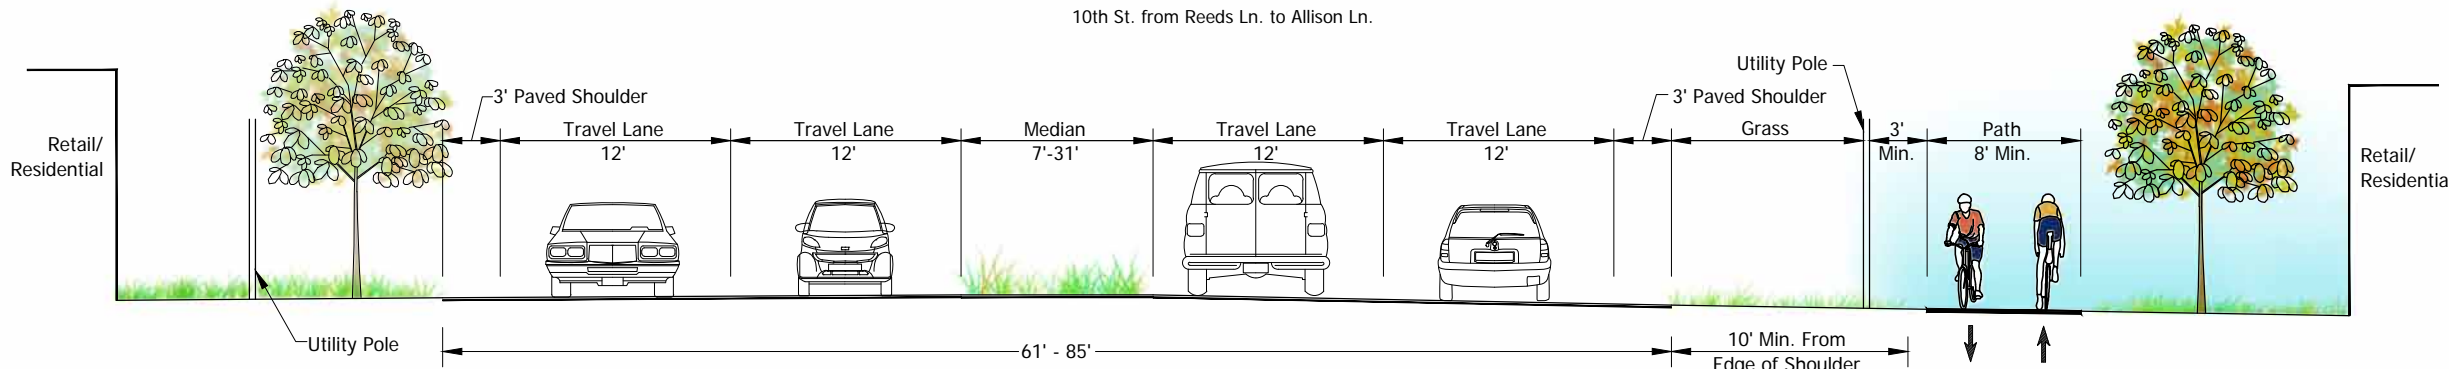 10th St. from Reeds Ln. to Allison Ln.
Utility Pole
3' Paved Shoulder
3' Paved Shoulder
Travel Lane
12'
Travel Lane
12'
Median
7'-31'
Travel Lane
12'
Travel Lane
12'
Grass
3'
Min.
Path
8' Min.
Retail/
Residential
Retail/
Residentia
Utility Pole
61' - 85'
10' Min. From
Edge of Shoulder